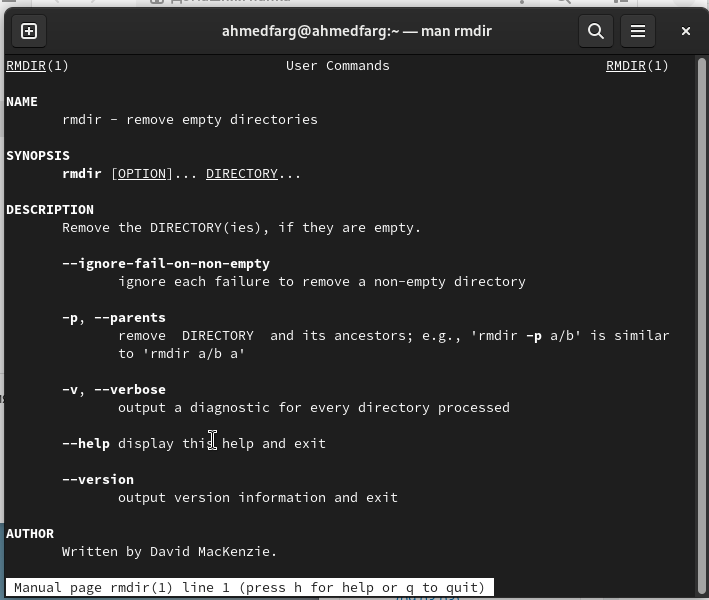 ahmedfarg@ahmedfarg:~ — man rmdir
RMDIR(1) User Commands RMDIR(1)
NAME
rmdir - remove empty directories
SYNOPSIS
rmdir [OPTION]... DIRECTORY...
DESCRIPTION
Remove the DIRECTORY(ies), if they are empty.
--ignore-fail-on-non-empty
ignore each failure to remove a non-empty directory
-p, --parents
remove DIRECTORY and its ancestors; e.g., 'rmdir -p a/b' is similar
to 'rmdir a/b a'
-v, --verbose
output a diagnostic for every directory processed
--help display this help and exit
--version
output version information and exit
AUTHOR
Written by David MacKenzie.
Manual page rmdir(1) line 1 (press h for help or q to quit)